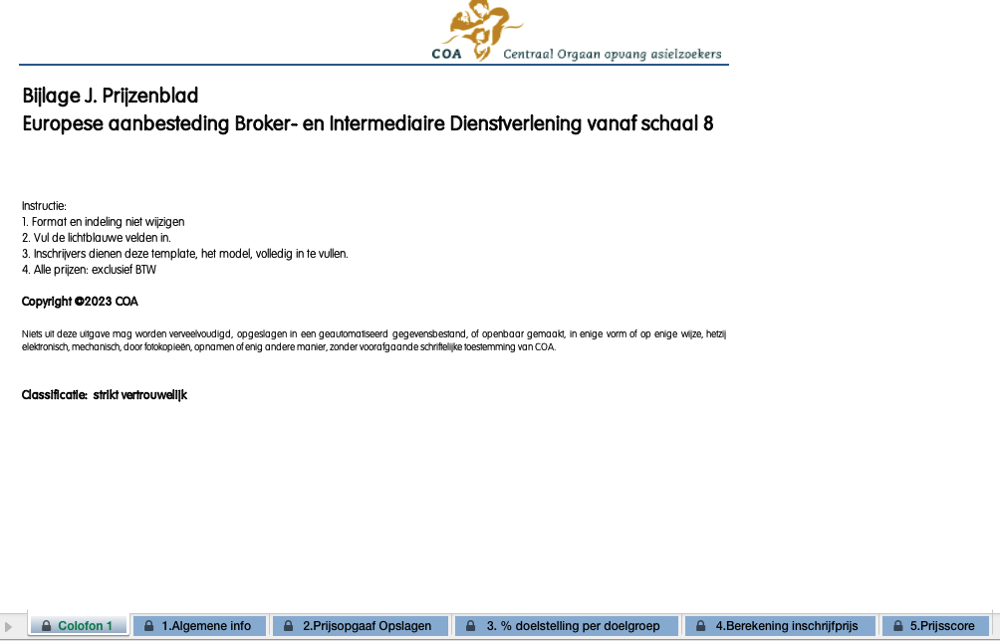 COA Centraal Orgaan opvang asielzoekers
Bijlage J. Prijzenblad
Europese aanbesteding Broker- en Intermediaire Dienstverlening vanaf schaal 8
Instructie:
1. Format en indeling niet wijzigen
2. Vul de lichtblauwe velden in.
3. Inschrijvers dienen deze template, het model, volledig in te vullen.
4. Alle prijzen: exclusief BTW
Copyright ©2023 COA
Niets uit deze uitgave mag worden verveelvoudigd, opgeslagen in een geautomatiseerd gegevensbestand, of openbaar gemaakt, in enige vorm of op enige wijze, hetzij
elektronisch, mechanisch, door fotokopieën, opnamen of enig andere manier, zonder voorafgaande schriftelijke toestemming van COA.
Classificatie: strikt vertrouwelijk
Colofon 1 1.Algemene info 2.Prijsopgaaf Opslagen 3. % doelstelling per doelgroep 4.Berekening inschrijfprijs 5.Prijsscore